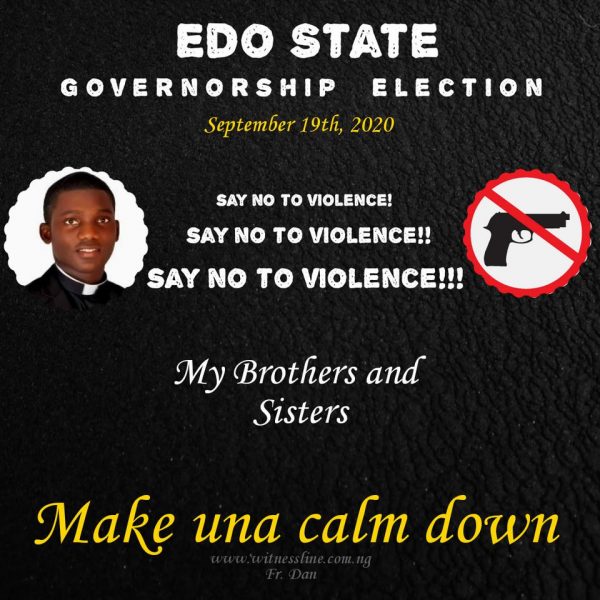 EDO STATE
GOVERNORSHIP ELECTION
September 19th, 2020
SAY NO TO VIOLENCE!
SAY NO TO VIOLENCE!!
SAY NO TO VIOLENCE!!!
My Brothers and
Sisters
Make una calm down
www.witnessline.com.ng
Fr. Dan